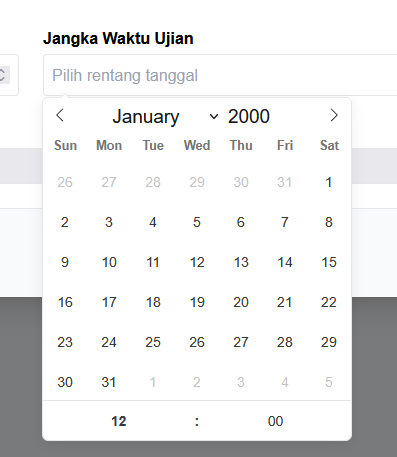 Jangka Waktu Ujian
Pilih rentang tanggal
January 2000
Sun Mon Tue Wed Thu Fri Sat
26 27 28 29 30 31 1
2 3 4 5 6 7 8
9 10 11 12 13 14 15
16 17 18 19 20 21 22
23 24 25 26 27 28 29
30 31 1 2 3 4 5
12 : 00